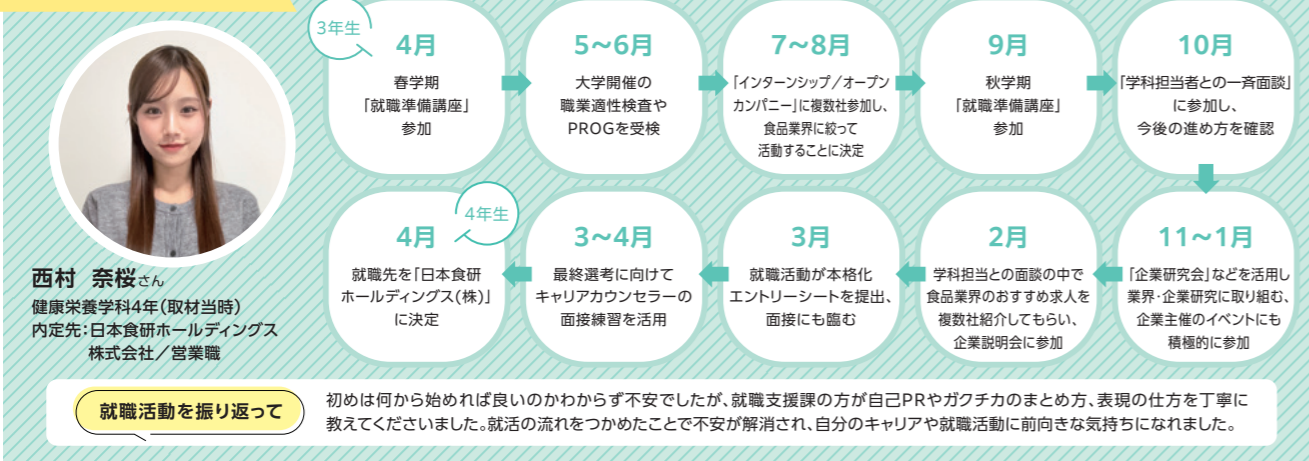 3年生
4月
春学期
「就職準備講座」
参加
5〜6月
大学開催の
職業適性検査や
PROGを受検
7〜8月
「インターンシップ/オープン
カンパニー」に複数社参加し、
食品業界に絞って
活動することに決定
9月
秋学期
「就職準備講座」
参加
10月
「学科担当者との一斉面談」
に参加し、
今後の進め方を確認
11〜1月
「企業研究会」などを活用し
業界・企業研究に取り組む、
企業主催のイベントにも
積極的に参加
2月
学科担当との面談の中で
食品業界のおすすめ求人を
複数社紹介してもらい、
企業説明会に参加
3月
就職活動が本格化
エントリーシートを提出、
面接にも臨む
3〜4月
最終選考に向けて
キャリアカウンセラーの
面接練習を活用
4年生
4月
就職先を「日本食研
ホールディングス(株)」
に決定
西村 奈桜さん
健康栄養学科4年(取材当時)
内定先:日本食研ホールディングス
株式会社/営業職
就職活動を振り返って
初めは何から始めれば良いのかわからず不安でしたが、就職支援課の方が自己PRやガクチカのまとめ方、表現の仕方を丁寧に
教えてくださいました。就活の流れをつかめたことで不安が解消され、自分のキャリアや就職活動に前向きな気持ちになれました。